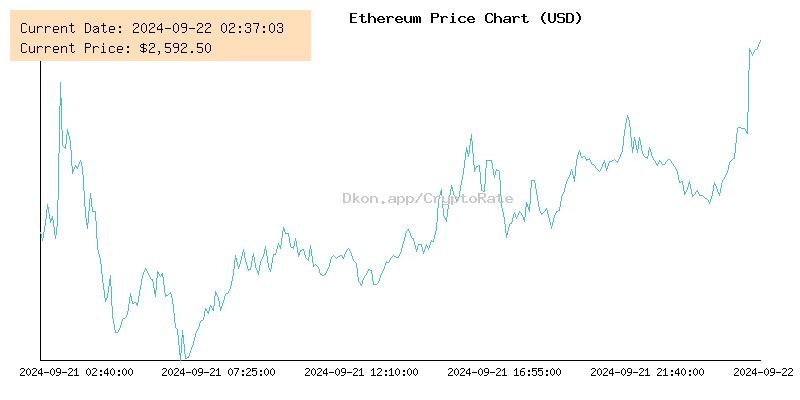 Ethereum Price Chart (USD)
Current Date: 2024-09-22 02:37:03
Current Price: $2,592.50
Dkon.app/CryptoRate
2024-09-21 02:40:00 2024-09-21 07:25:00 2024-09-21 12:10:00 2024-09-21 16:55:00 2024-09-21 21:40:00 2024-09-22